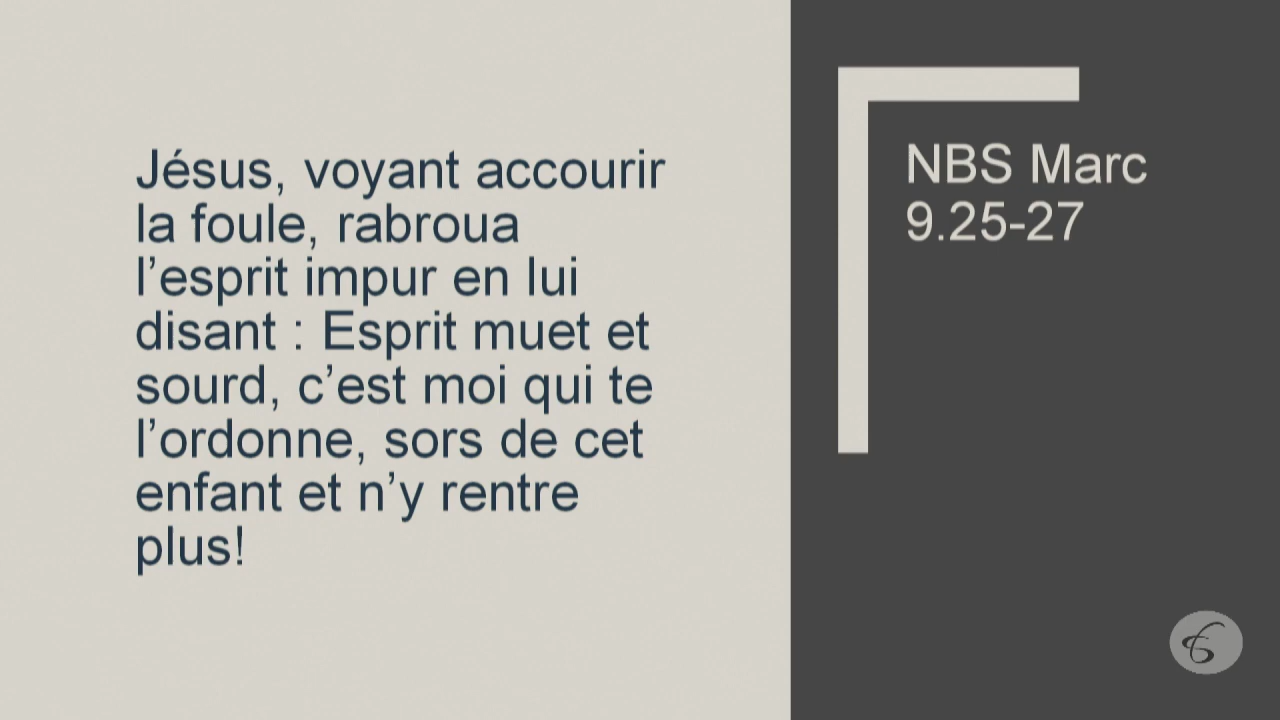 Jésus, voyant accourir
la foule, rabroua
l’esprit impur en lui
disant : Esprit muet et
sourd, c’est moi qui te
l’ordonne, sors de cet
enfant et n’y rentre
plus!
NBS Marc
9.25-27